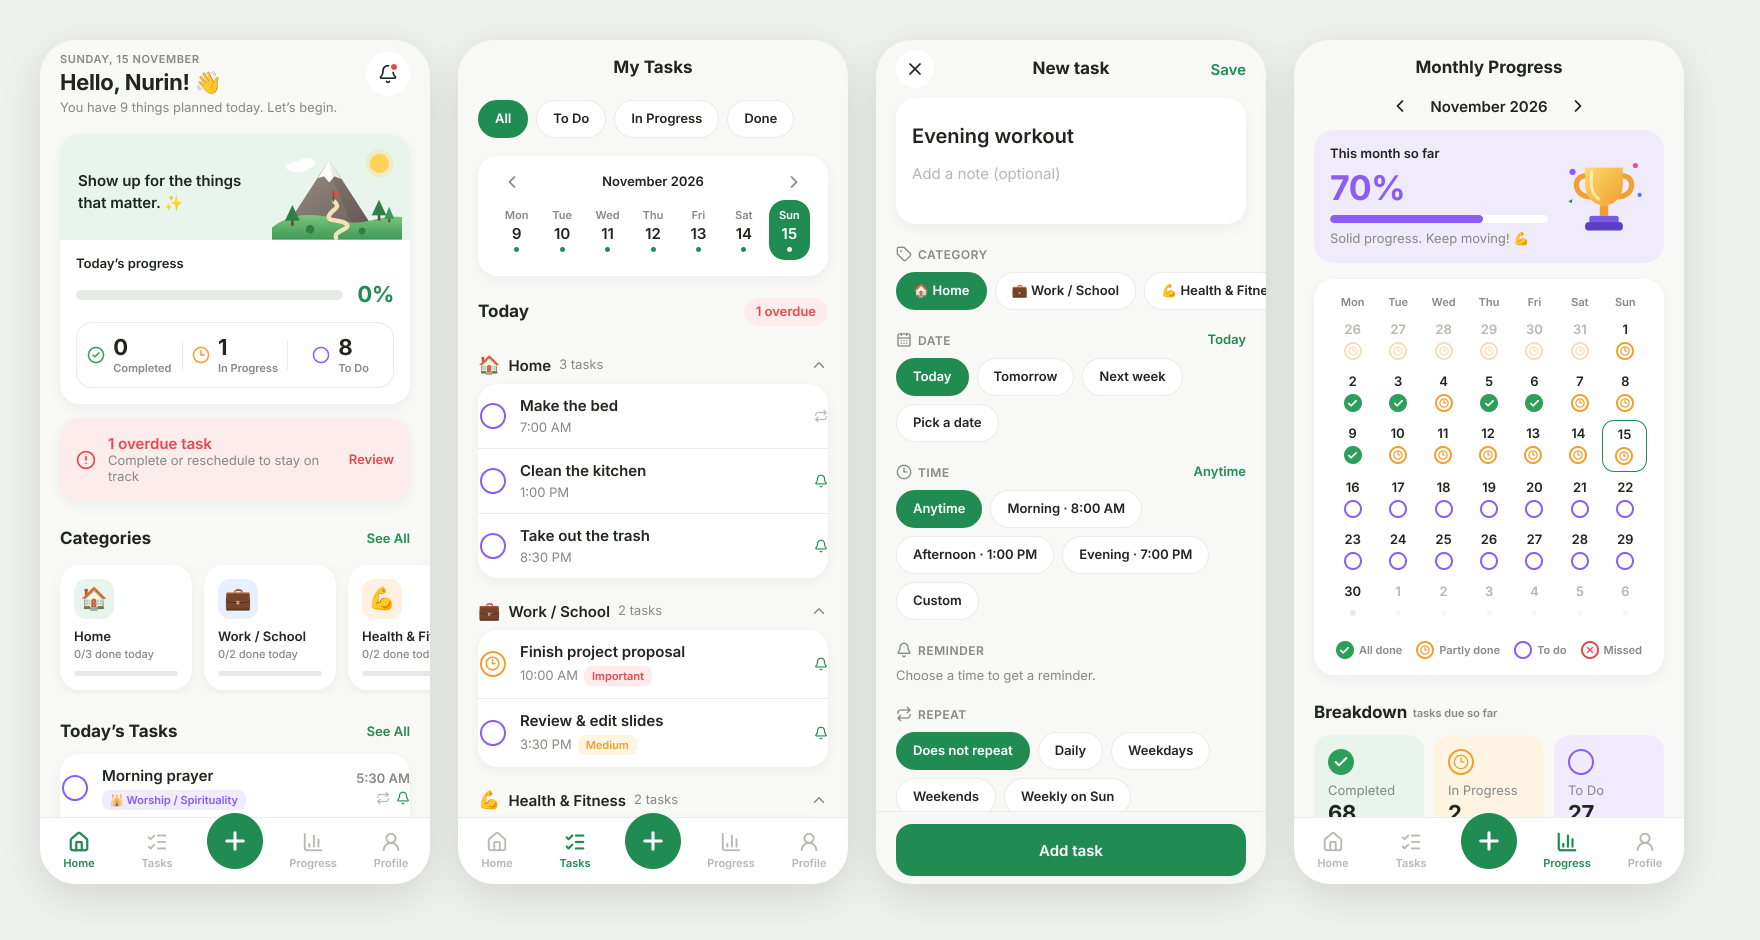 SUNDAY, 15 NOVEMBER
Hello, Nurin! 👋
You have 9 things planned today. Let's begin.
Show up for the things
that matter. ✨
Today's progress
0%
0
Completed
1
In Progress
8
To Do
1 overdue task
Complete or reschedule to stay on
track
Review
Categories
See All
Home
0/3 done today
Work / School
0/2 done today
Health & Fi
0/2 done tod
Today's Tasks
See All
Morning prayer
5:30 AM
Worship / Spirituality
Home
Tasks
Progress
Profile
My Tasks
All
To Do
In Progress
Done
November 2026
Mon Tue Wed Thu Fri Sat Sun
9 10 11 12 13 14 15
Today
1 overdue
Home 3 tasks
Make the bed
7:00 AM
Clean the kitchen
1:00 PM
Take out the trash
8:30 PM
Work / School 2 tasks
Finish project proposal
10:00 AM Important
Review & edit slides
3:30 PM Medium
Health & Fitness 2 tasks
Home
Tasks
Progress
Profile
New task
Save
Evening workout
Add a note (optional)
CATEGORY
Home
Work / School
Health & Fitne
DATE
Today
Today
Tomorrow
Next week
Pick a date
TIME
Anytime
Anytime
Morning · 8:00 AM
Afternoon · 1:00 PM
Evening · 7:00 PM
Custom
REMINDER
Choose a time to get a reminder.
REPEAT
Does not repeat
Daily
Weekdays
Weekends
Weekly on Sun
Add task
Monthly Progress
November 2026
This month so far
70%
Solid progress. Keep moving! 💪
Mon Tue Wed Thu Fri Sat Sun
26 27 28 29 30 31 1
2 3 4 5 6 7 8
9 10 11 12 13 14 15
16 17 18 19 20 21 22
23 24 25 26 27 28 29
30 1 2 3 4 5 6
All done
Partly done
To do
Missed
Breakdown tasks due so far
Completed
68
In Progress
2
To Do
27
Home
Tasks
Progress
Profile